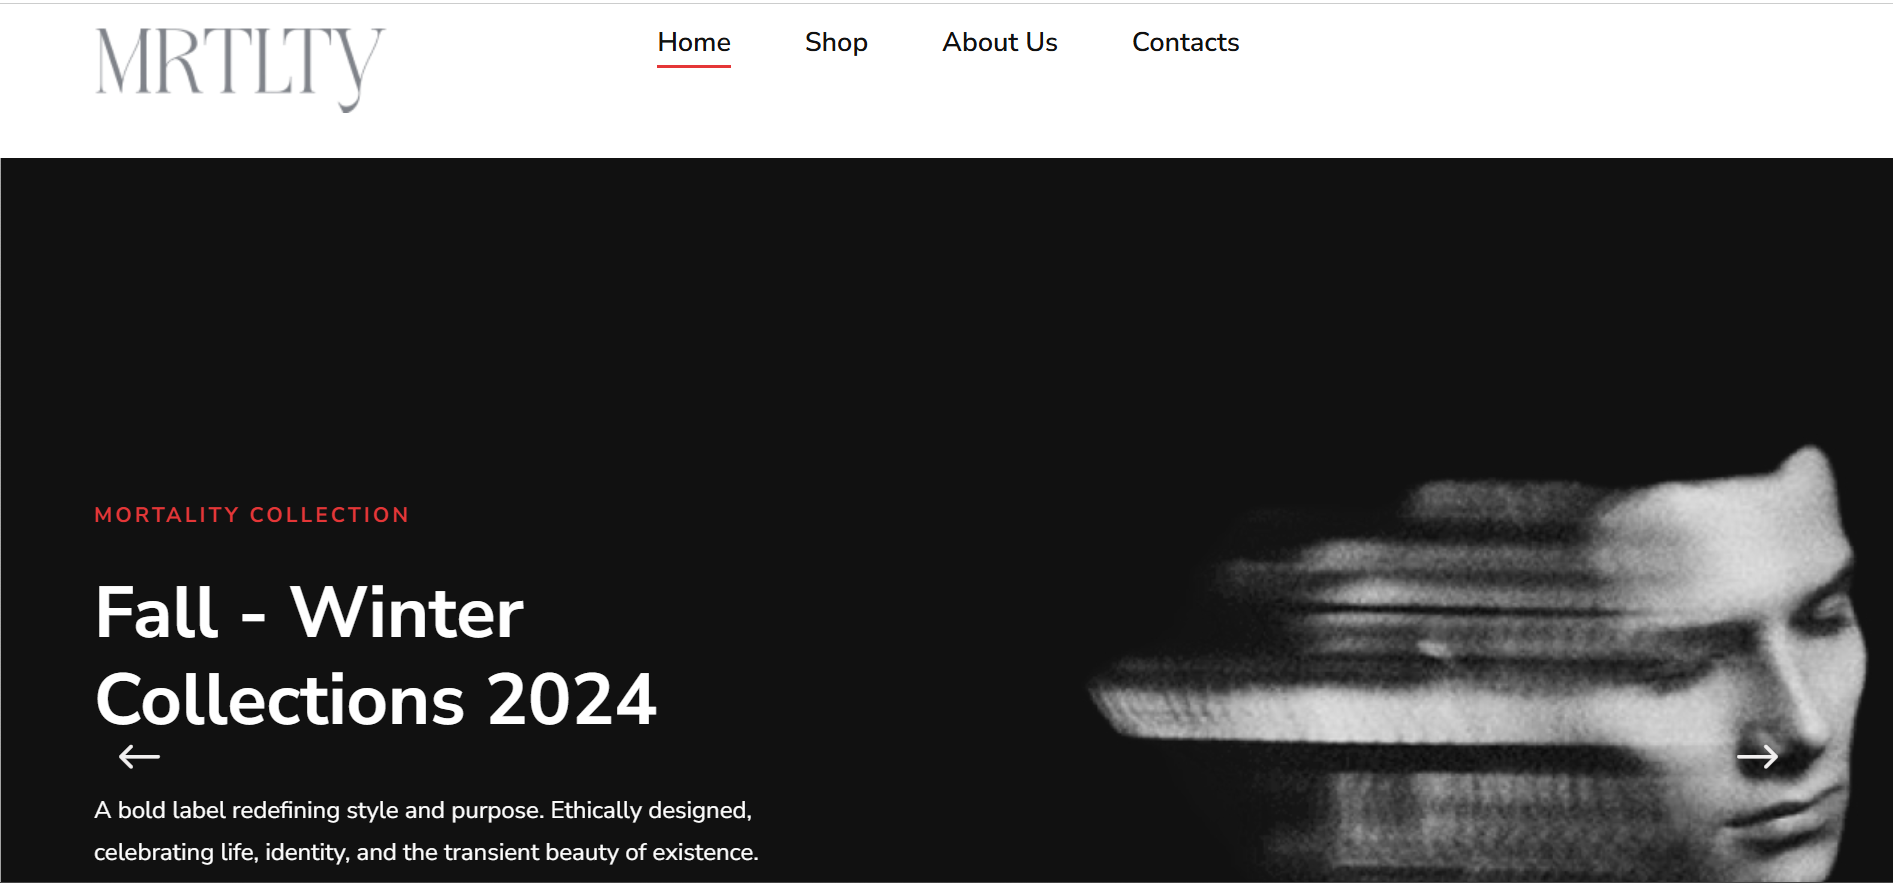 MRTLTY
Home Shop About Us Contacts
MORTALITY COLLECTION
Fall - Winter
Collections 2024
A bold label redefining style and purpose. Ethically designed,
celebrating life, identity, and the transient beauty of existence.